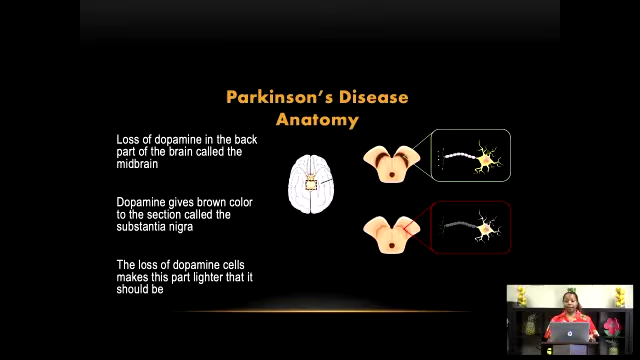 Parkinson's Disease
Anatomy
Loss of dopamine in the back
part of the brain called the
midbrain
Dopamine gives brown color
to the section called the
substantia nigra
The loss of dopamine cells
makes this part lighter that it
should be